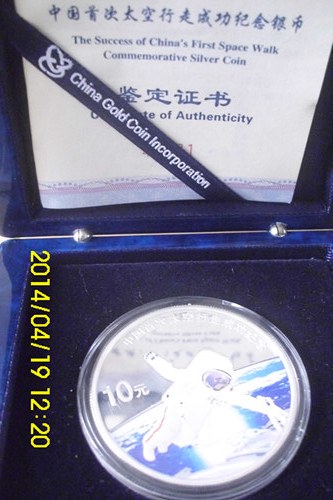 中国首次太空行走成功纪念银币
The Success of China's First Space Walk
Commemorative Silver Coin
鉴定证书
of Authenticity
China Gold Coin Incorporation
10元
2014/04/19 12:20